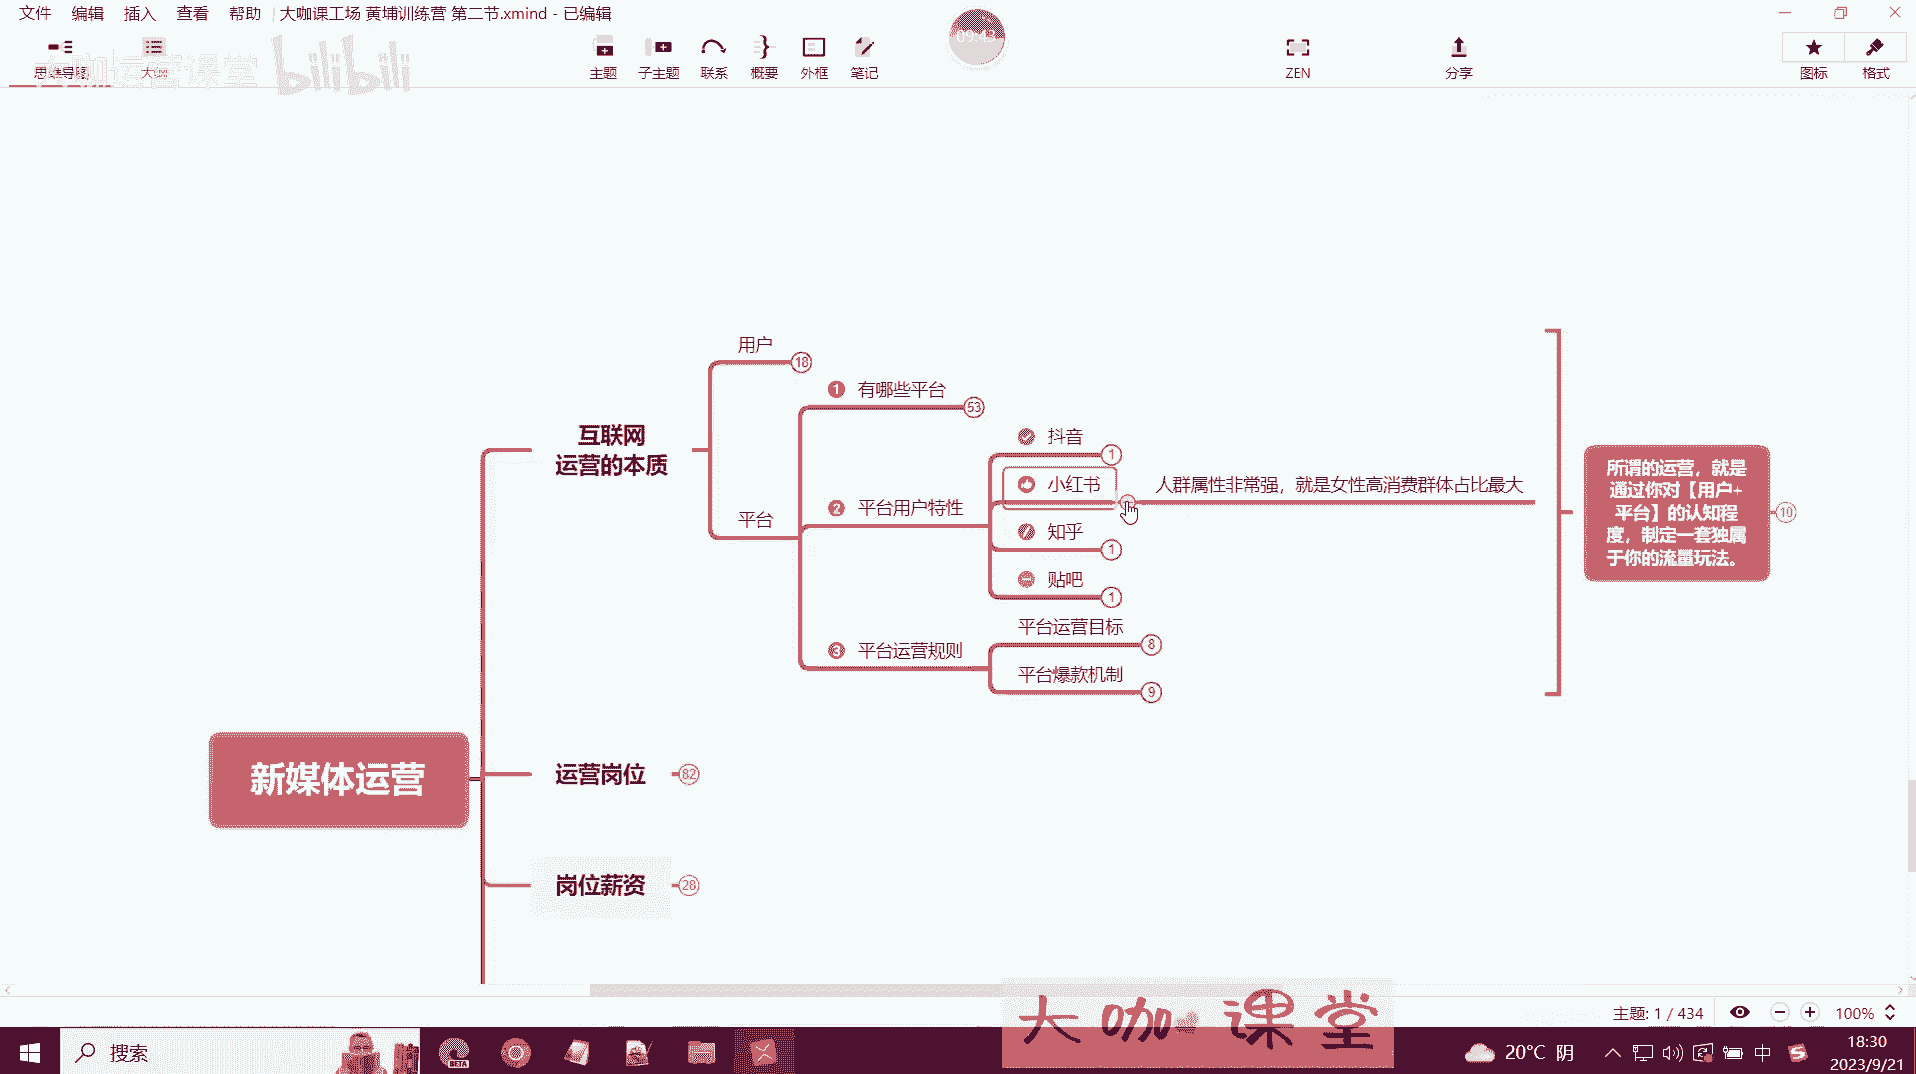 文件 编辑 插入 查看 帮助 大咖课工场 黄埔训练营 第二节.xmind - 已编辑
思维导图 大纲 主题 子主题 联系 概要 外框 笔记 ZEN 分享 图标 格式
大咖运营课堂 bilibili
09:43
用户 18
1 有哪些平台 53
抖音 1
互联网
运营的本质
小红书 人群属性非常强，就是女性高消费群体占比最大
2 平台用户特性
平台
知乎 1
贴吧 1
平台运营目标 8
3 平台运营规则
平台爆款机制 9
所谓的运营，就是
通过你对【用户+
平台】的认知程
度，制定一套独属
于你的流量玩法。
10
新媒体运营
运营岗位 82
岗位薪资 28
大咖课堂
主题: 1 / 434 100%
搜索
BETA
20°C 阴
中
18:30
2023/9/21